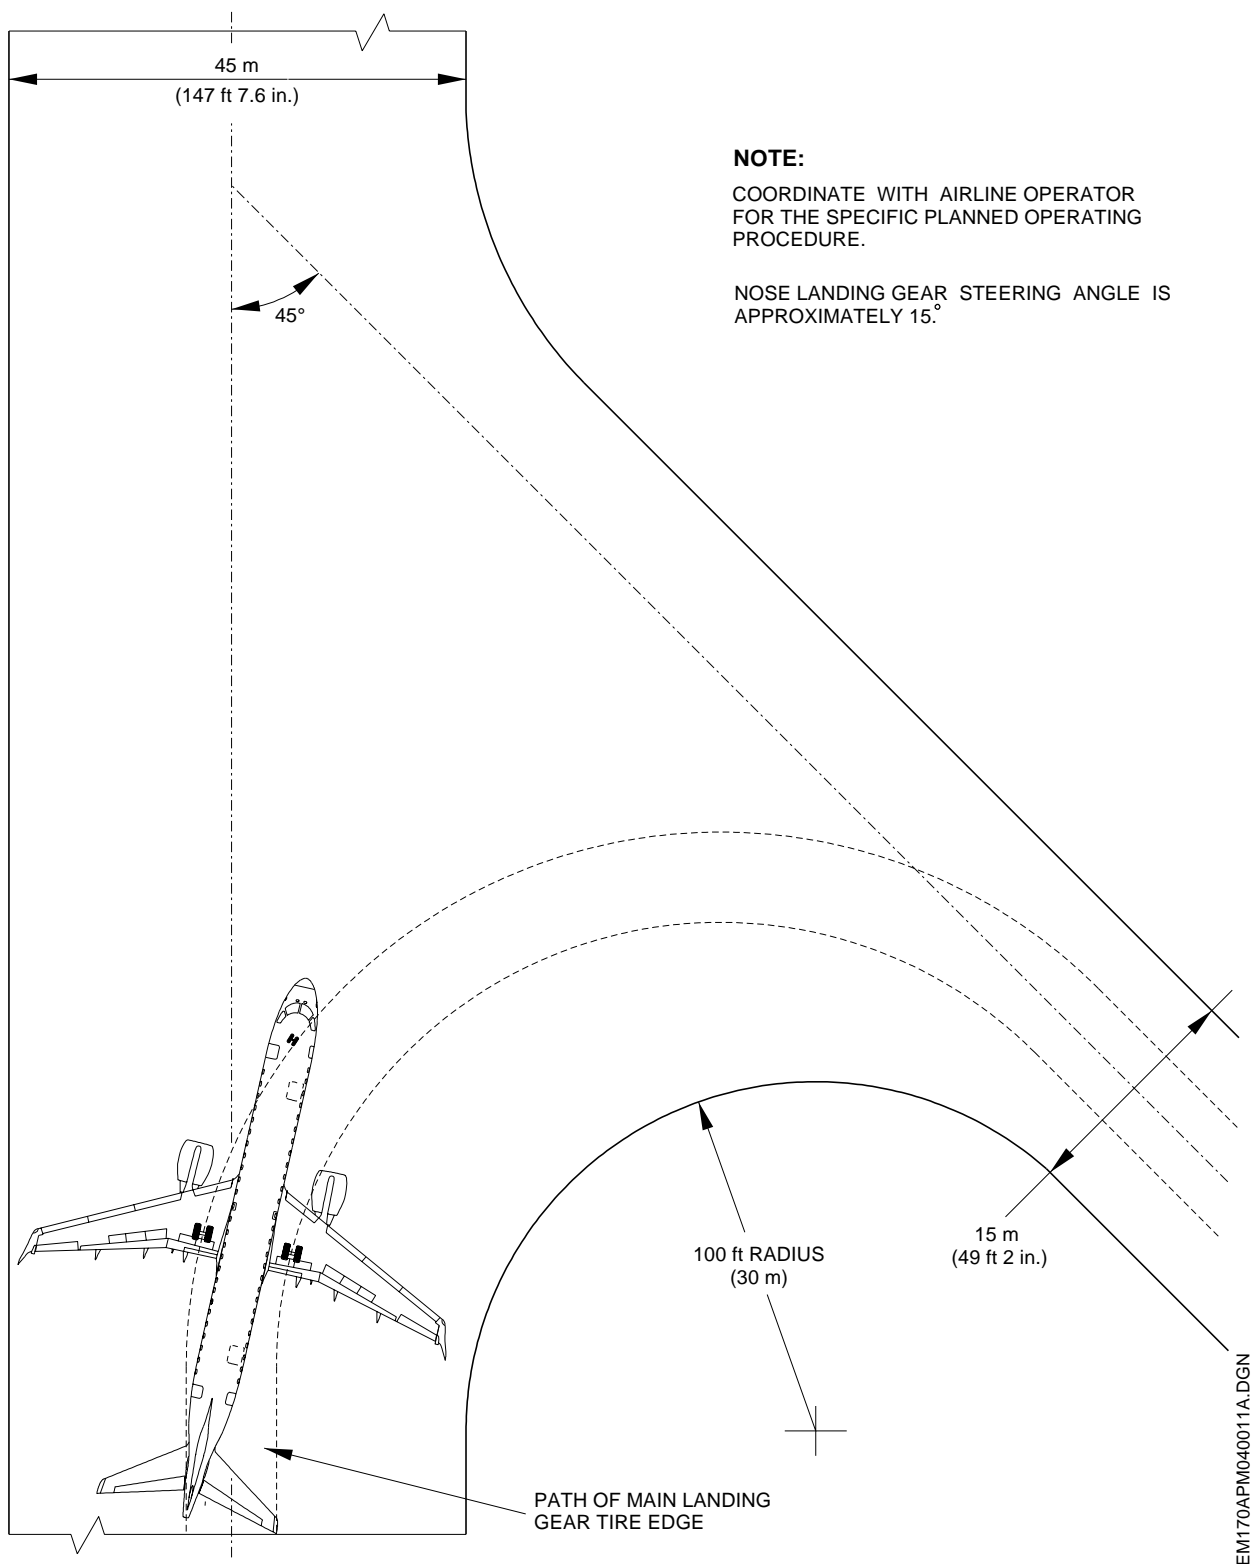 45 m
(147 ft 7.6 in.)
NOTE:
COORDINATE WITH AIRLINE OPERATOR
FOR THE SPECIFIC PLANNED OPERATING
PROCEDURE.
NOSE LANDING GEAR STEERING ANGLE IS
APPROXIMATELY 15.°
45°
100 ft RADIUS
(30 m)
15 m
(49 ft 2 in.)
PATH OF MAIN LANDING
GEAR TIRE EDGE
EM170APM040011A.DGN